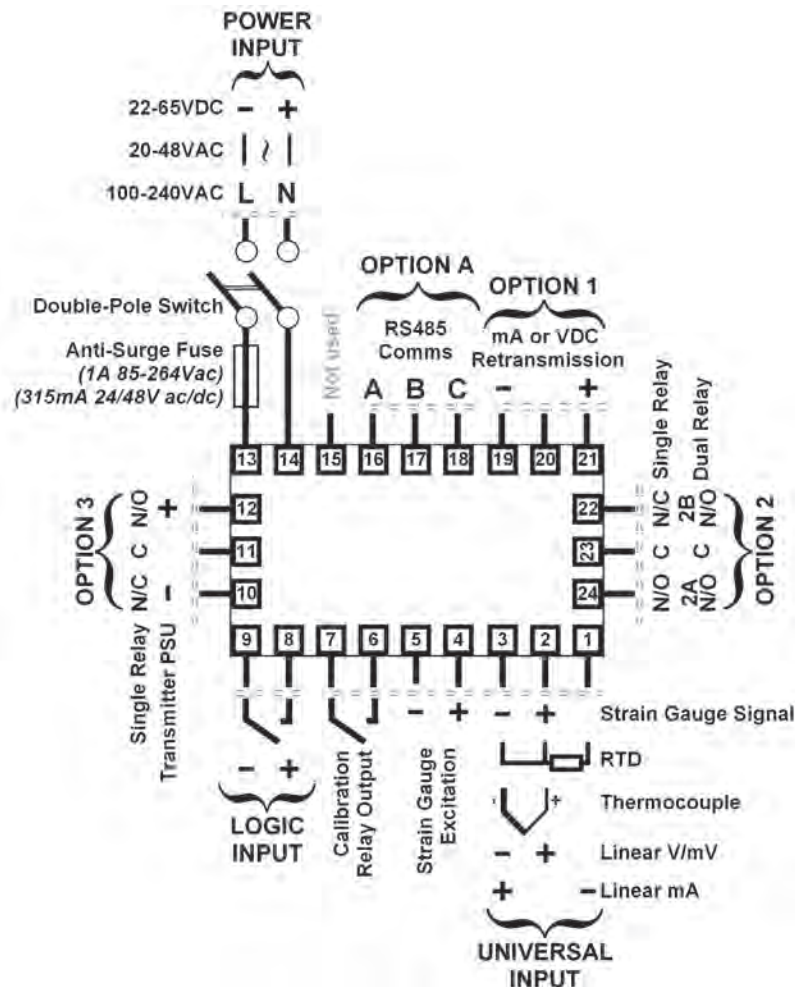 POWER
INPUT
22-65VDC - +
20-48VAC ~
100-240VAC L N
Double-Pole Switch
Anti-Surge Fuse
(1A 85-264Vac)
(315mA 24/48V ac/dc)
Not used
OPTION A
RS485
Comms
A B C
OPTION 1
mA or VDC
Retransmission
- +
Single Relay
Dual Relay
13 14 15 16 17 18 19 20 21
OPTION 3
N/O +
C
N/C -
Single Relay
Transmitter PSU
12
11
10
22
23
24
N/C 2B N/O
C C
N/O 2A N/O
OPTION 2
9 8 7 6 5 4 3 2 1
- +
LOGIC
INPUT
Calibration
Relay Output
- +
Strain Gauge
Excitation
- + Strain Gauge Signal
RTD
- + Thermocouple
- + Linear V/mV
+ - Linear mA
UNIVERSAL
INPUT